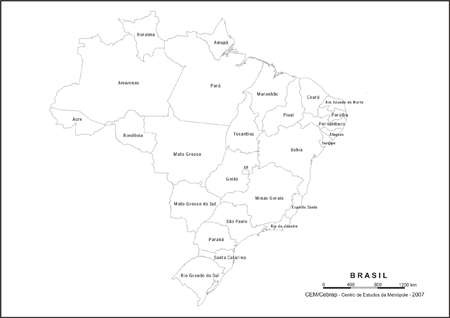 Roraima
Amapá
Amazonas
Pará
Maranhão
Ceará
Rio Grande do Norte
Paraíba
Piauí
Pernambuco
Acre
Alagoas
Rondônia
Tocantins
Sergipe
Bahia
Mato Grosso
DF
Goiás
Minas Gerais
Mato Grosso do Sul
Espírito Santo
São Paulo
Rio de Janeiro
Paraná
Santa Catarina
Rio Grande do Sul
BRASIL
0 400 800 1200 km
CEM/Cebrap - Centro de Estudos da Metrópole - 2007